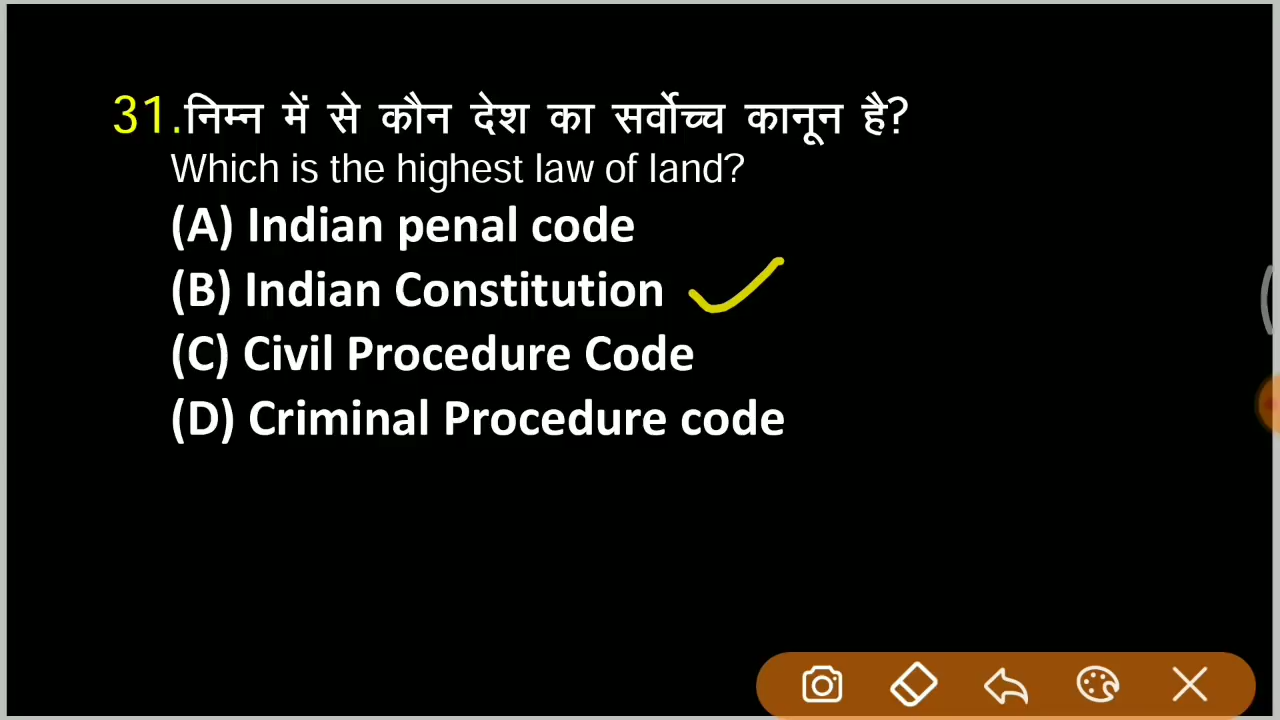 31.निम्न में से कौन देश का सर्वोच्च कानून है?
Which is the highest law of land?
(A) Indian penal code
(B) Indian Constitution
(C) Civil Procedure Code
(D) Criminal Procedure code